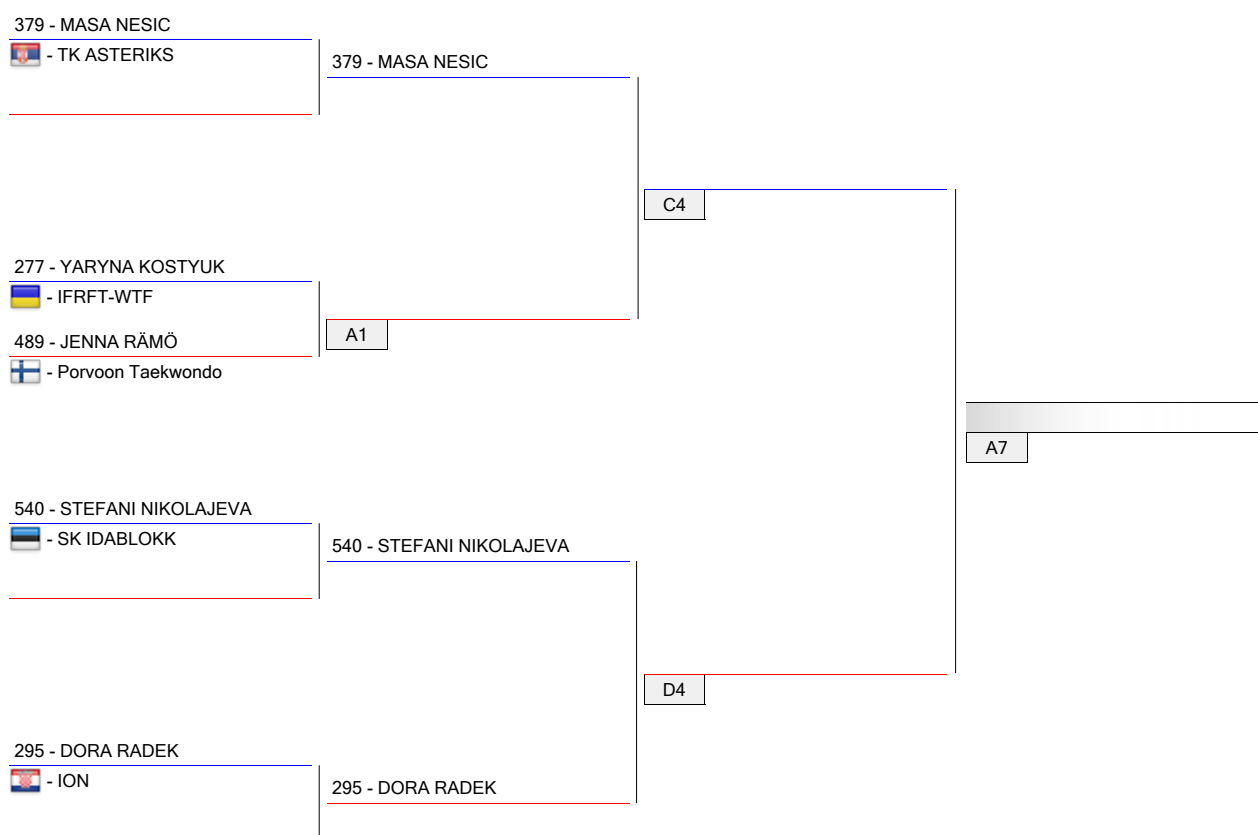 379 - MASA NESIC
- TK ASTERIKS
379 - MASA NESIC
C4
277 - YARYNA KOSTYUK
- IFRFT-WTF
A1
489 - JENNA RÄMÖ
- Porvoon Taekwondo
A7
540 - STEFANI NIKOLAJEVA
- SK IDABLOKK
540 - STEFANI NIKOLAJEVA
D4
295 - DORA RADEK
- ION
295 - DORA RADEK